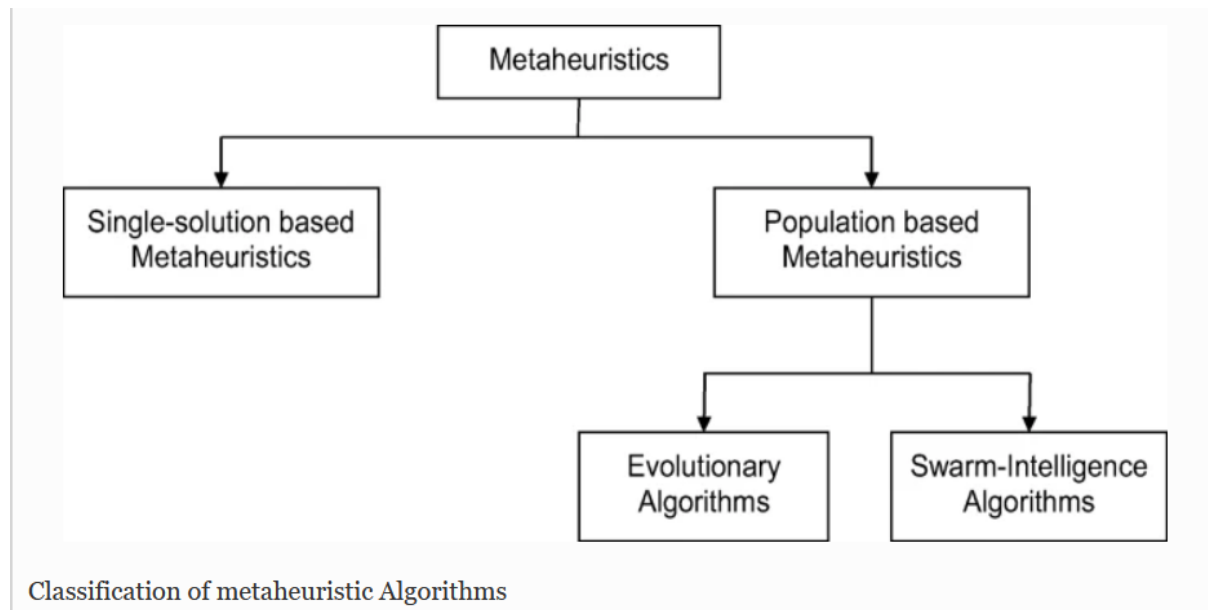 Metaheuristics
Single-solution based
Metaheuristics
Population based
Metaheuristics
Evolutionary
Algorithms
Swarm-Intelligence
Algorithms
Classification of metaheuristic Algorithms